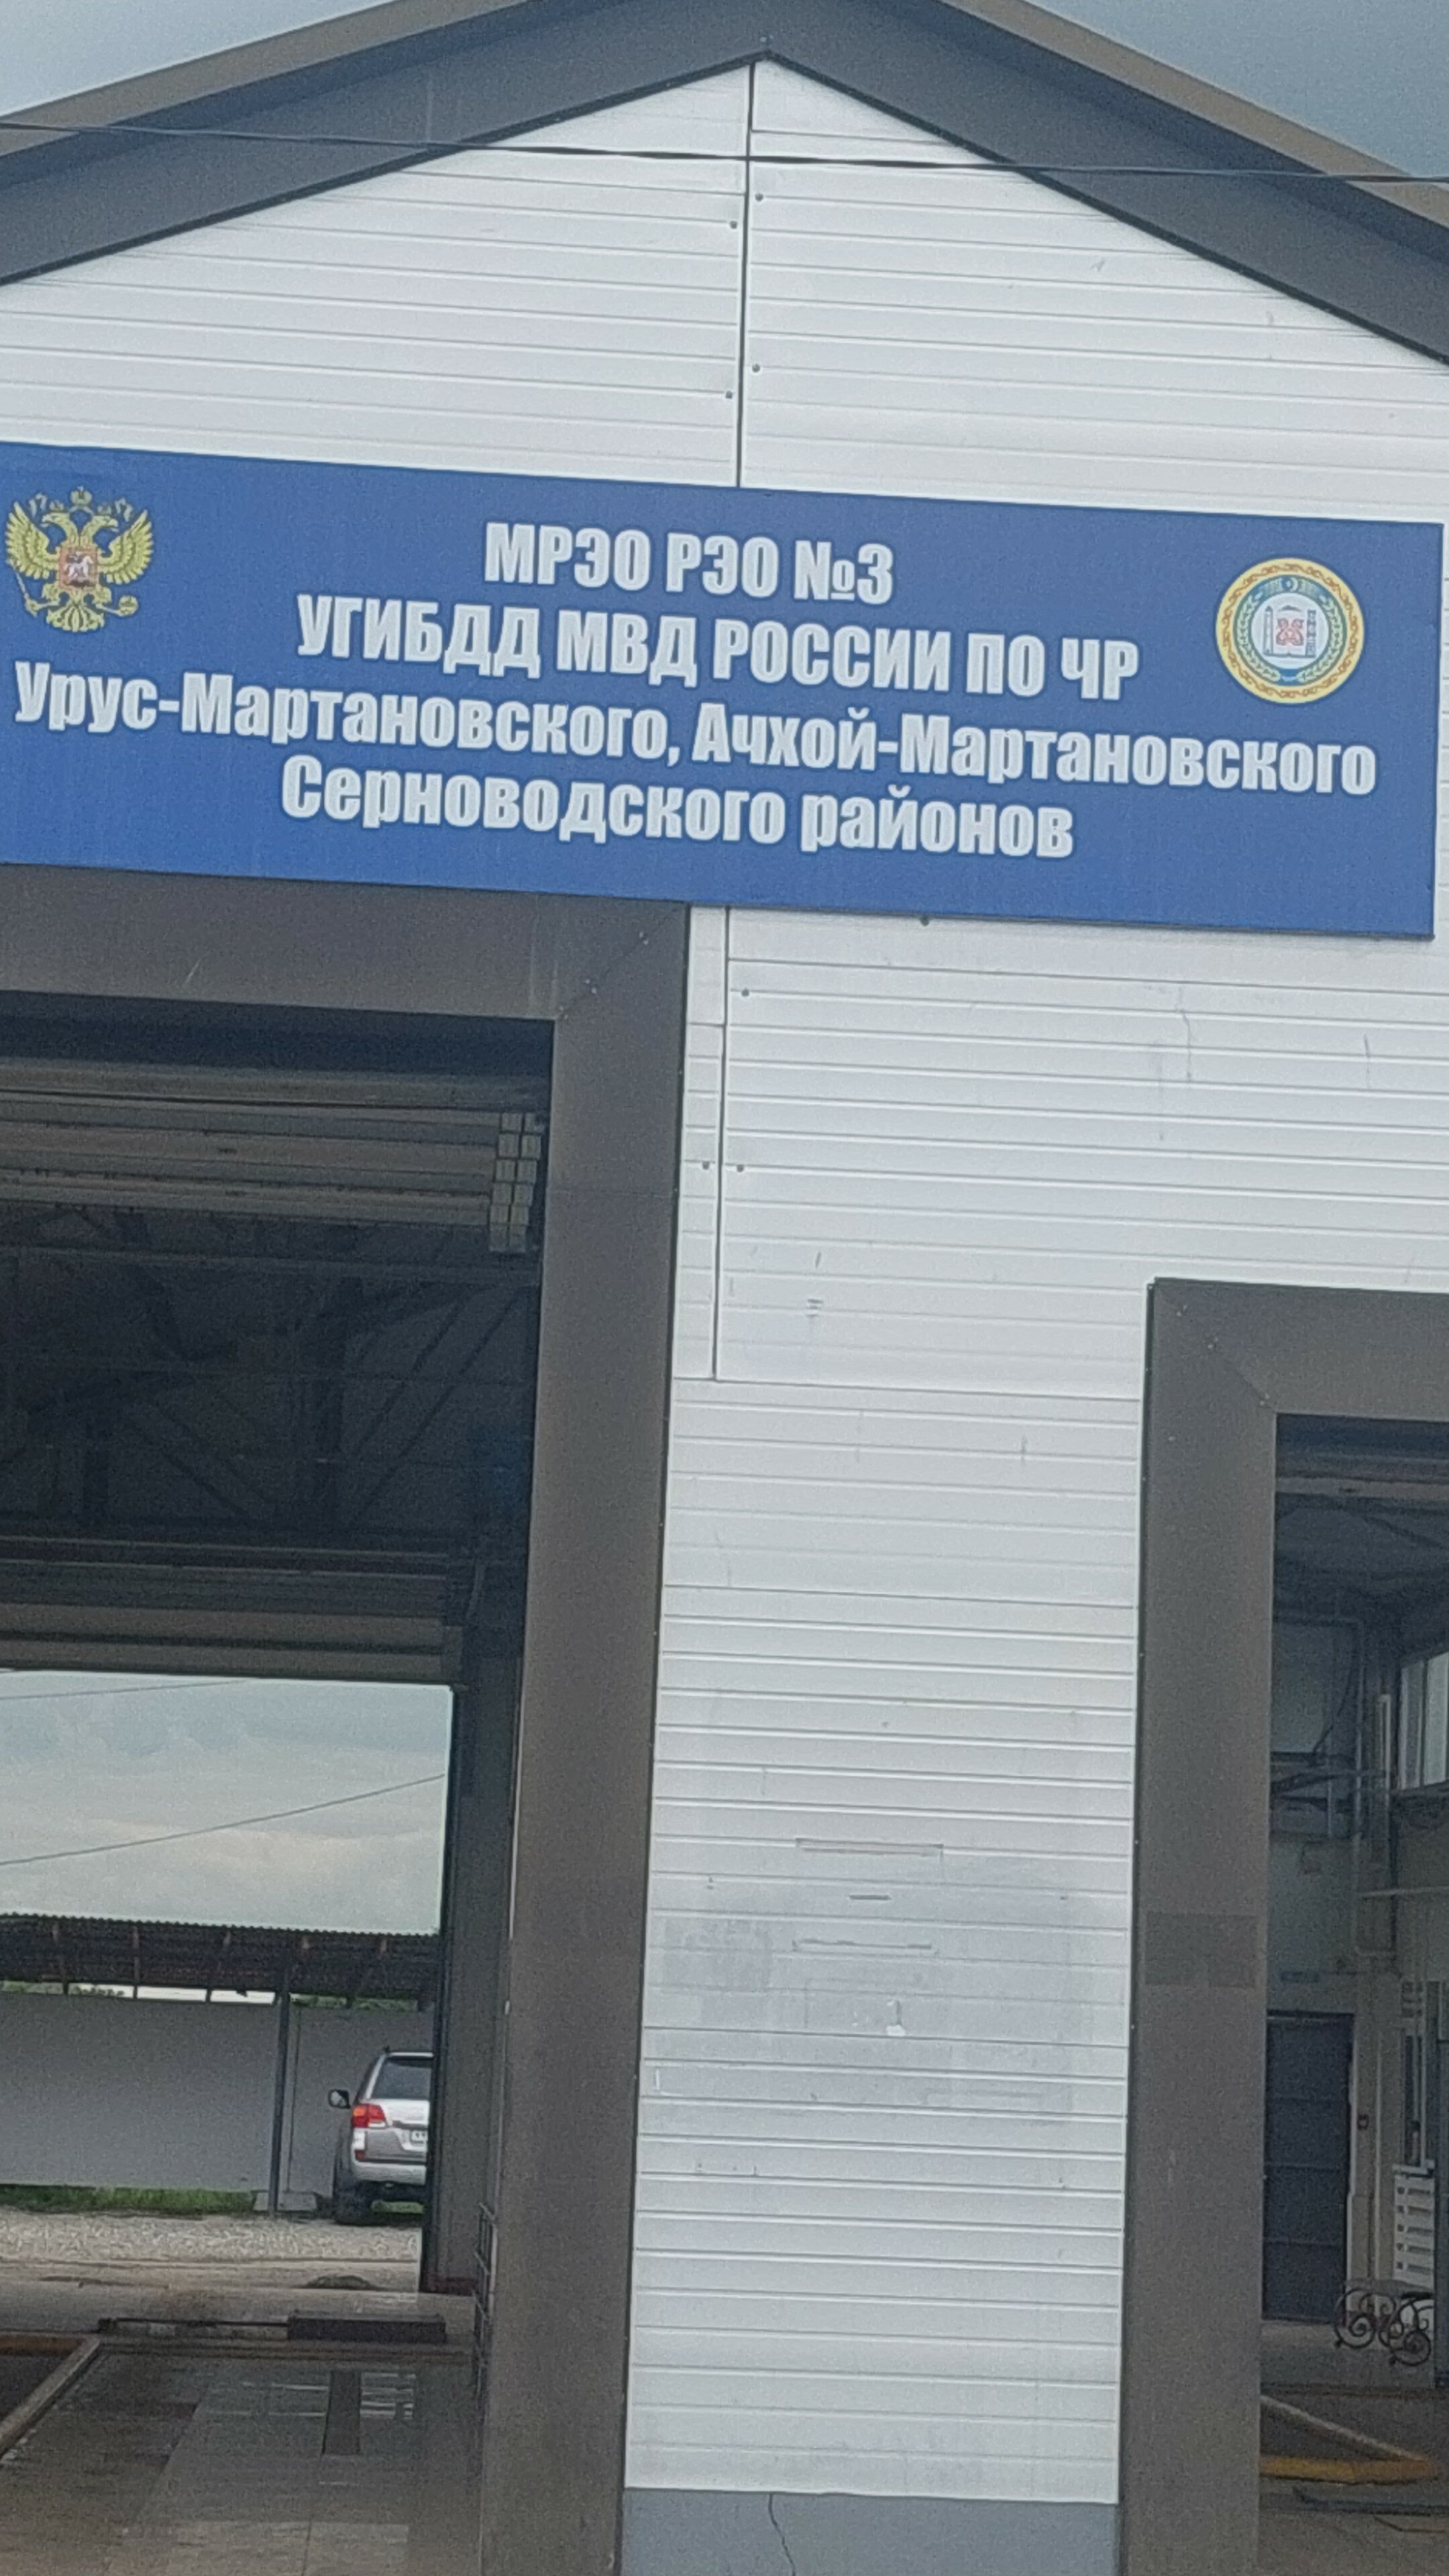 МРЭО РЭО №3
УГИБДД МВД РОССИИ ПО ЧР
Урус-Мартановского, Ачхой-Мартановского
Серноводского районов